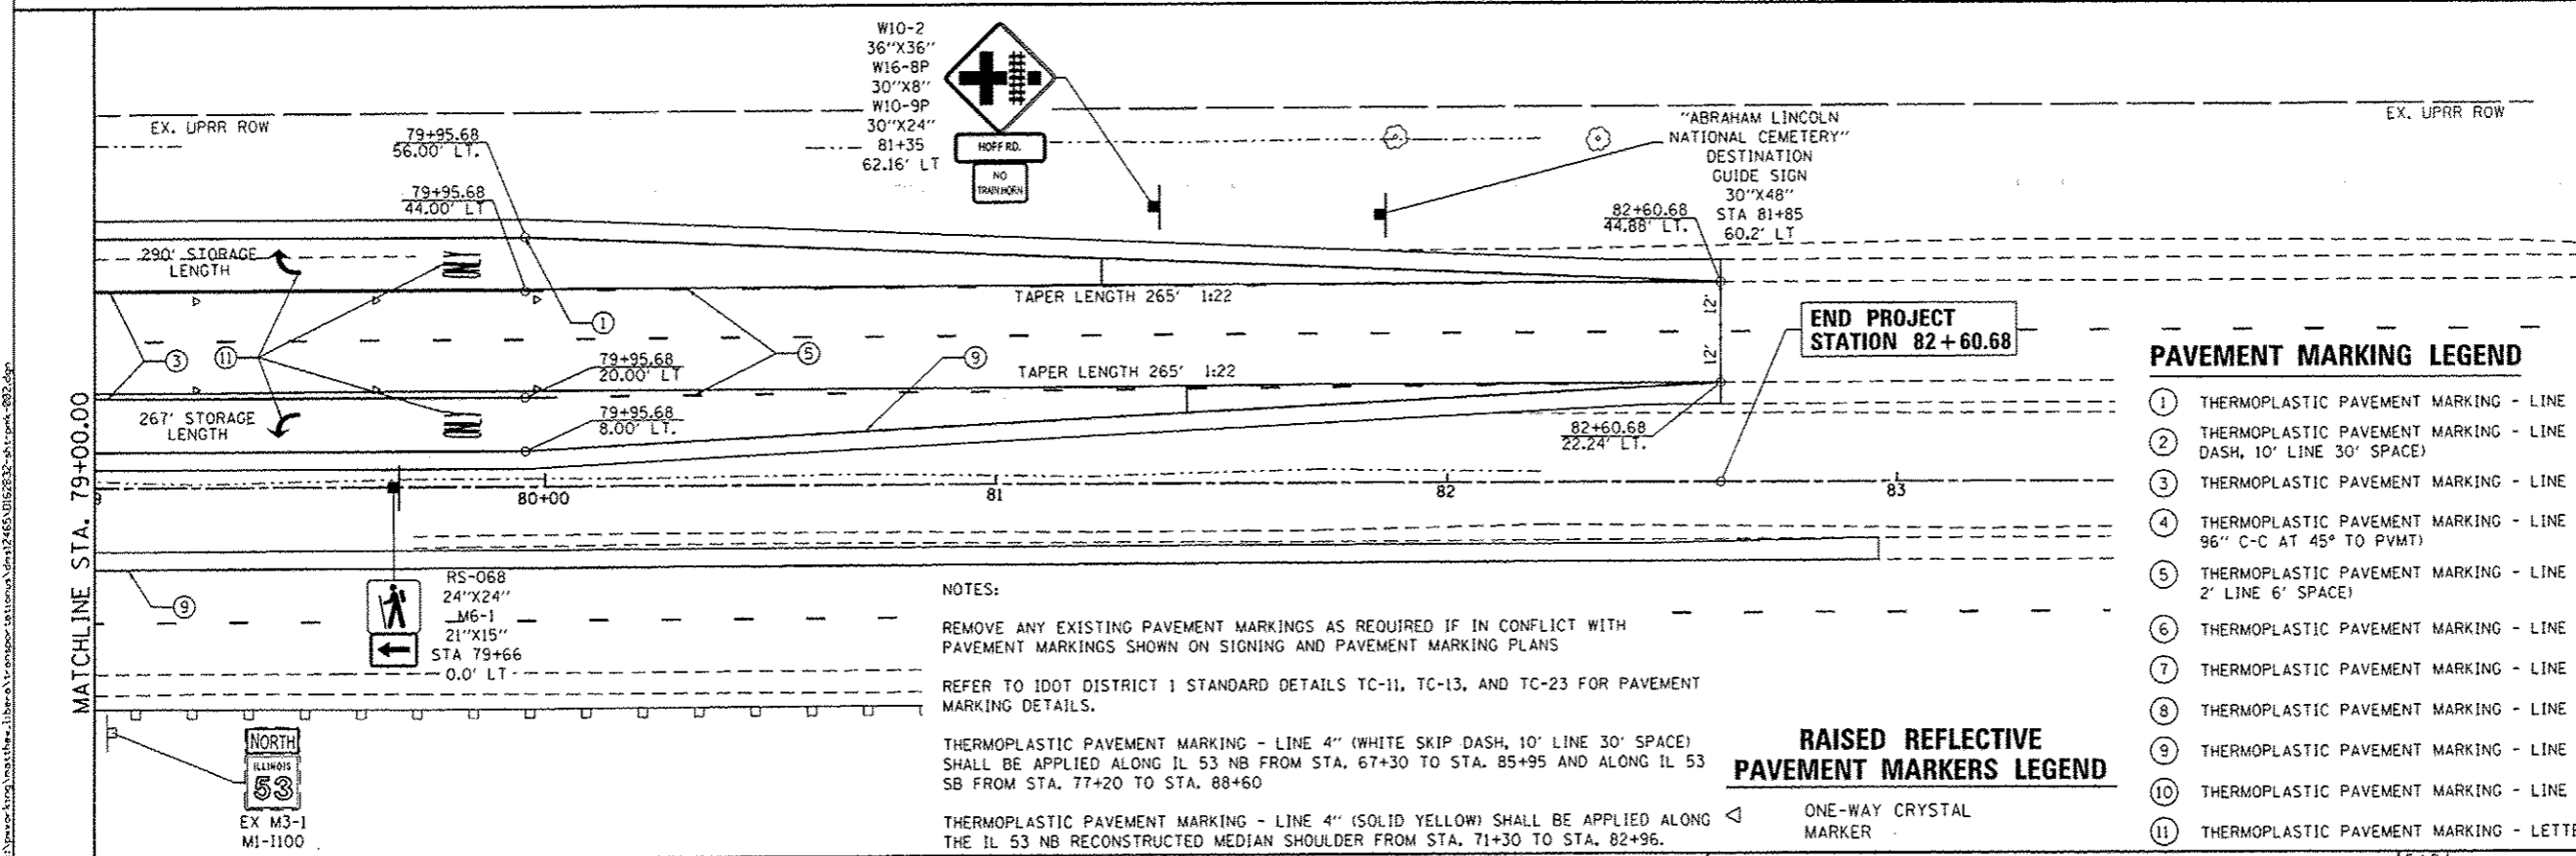 W10-2
36"X36"
W16-8P
30"X8"
W10-9P
30"X24"
81+35
62.16' LT
HOFF RD.
NO
TRAIN HORN
"ABRAHAM LINCOLN
NATIONAL CEMETERY"
DESTINATION
GUIDE SIGN
30"X48"
STA 81+85
60.2' LT
EX. UPRR ROW
EX. UPRR ROW
79+95.68
56.00' LT.
79+95.68
44.00' LT
82+60.68
44.88' LT.
290' STORAGE
LENGTH
TAPER LENGTH 265' 1:22
1
12'
END PROJECT
STATION 82+60.68
3
11
5
9
79+95.68
20.00' LT
TAPER LENGTH 265' 1:22
12'
267' STORAGE
LENGTH
79+95.68
8.00' LT.
82+60.68
22.24' LT.
MATCHLINE STA. 79+00.00
9
80+00
81
82
83
9
RS-068
24"X24"
M6-1
21"X15"
STA 79+66
0.0' LT
NORTH
ILLINOIS
53
EX M3-1
M1-I100
NOTES:
REMOVE ANY EXISTING PAVEMENT MARKINGS AS REQUIRED IF IN CONFLICT WITH
PAVEMENT MARKINGS SHOWN ON SIGNING AND PAVEMENT MARKING PLANS
REFER TO IDOT DISTRICT 1 STANDARD DETAILS TC-11, TC-13, AND TC-23 FOR PAVEMENT
MARKING DETAILS.
THERMOPLASTIC PAVEMENT MARKING - LINE 4" (WHITE SKIP DASH, 10' LINE 30' SPACE)
SHALL BE APPLIED ALONG IL 53 NB FROM STA. 67+30 TO STA. 85+95 AND ALONG IL 53
SB FROM STA. 77+20 TO STA. 88+60
THERMOPLASTIC PAVEMENT MARKING - LINE 4" (SOLID YELLOW) SHALL BE APPLIED ALONG
THE IL 53 NB RECONSTRUCTED MEDIAN SHOULDER FROM STA. 71+30 TO STA. 82+96.
RAISED REFLECTIVE
PAVEMENT MARKERS LEGEND
ONE-WAY CRYSTAL
MARKER
PAVEMENT MARKING LEGEND
1 THERMOPLASTIC PAVEMENT MARKING - LINE
2 THERMOPLASTIC PAVEMENT MARKING - LINE
DASH, 10' LINE 30' SPACE)
3 THERMOPLASTIC PAVEMENT MARKING - LINE
4 THERMOPLASTIC PAVEMENT MARKING - LINE
96" C-C AT 45° TO PVMT)
5 THERMOPLASTIC PAVEMENT MARKING - LINE
2' LINE 6' SPACE)
6 THERMOPLASTIC PAVEMENT MARKING - LINE
7 THERMOPLASTIC PAVEMENT MARKING - LINE
8 THERMOPLASTIC PAVEMENT MARKING - LINE
9 THERMOPLASTIC PAVEMENT MARKING - LINE
10 THERMOPLASTIC PAVEMENT MARKING - LINE
11 THERMOPLASTIC PAVEMENT MARKING - LETTE